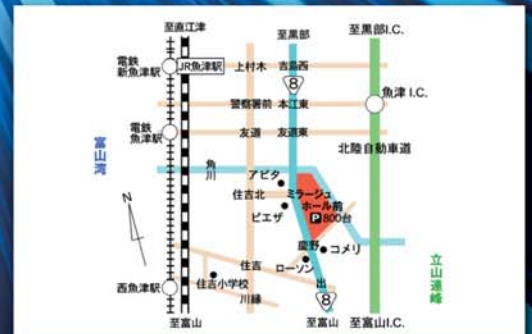 至直江津
至黒部
至黒部I.C.
電鉄
新魚津駅
JR魚津駅
上村木
吉島西
8
警察署前
本江東
魚津 I.C.
電鉄
魚津駅
友道
友道東
北陸自動車道
富山湾
角川
アピタ
住吉北
ミラージュ
ホール前
ピエザ
P 800台
N
慶野
コメリ
住吉
ローソン
立山連峰
西魚津駅
住吉小学校
川縁
出
8
至富山
至富山
至富山I.C.